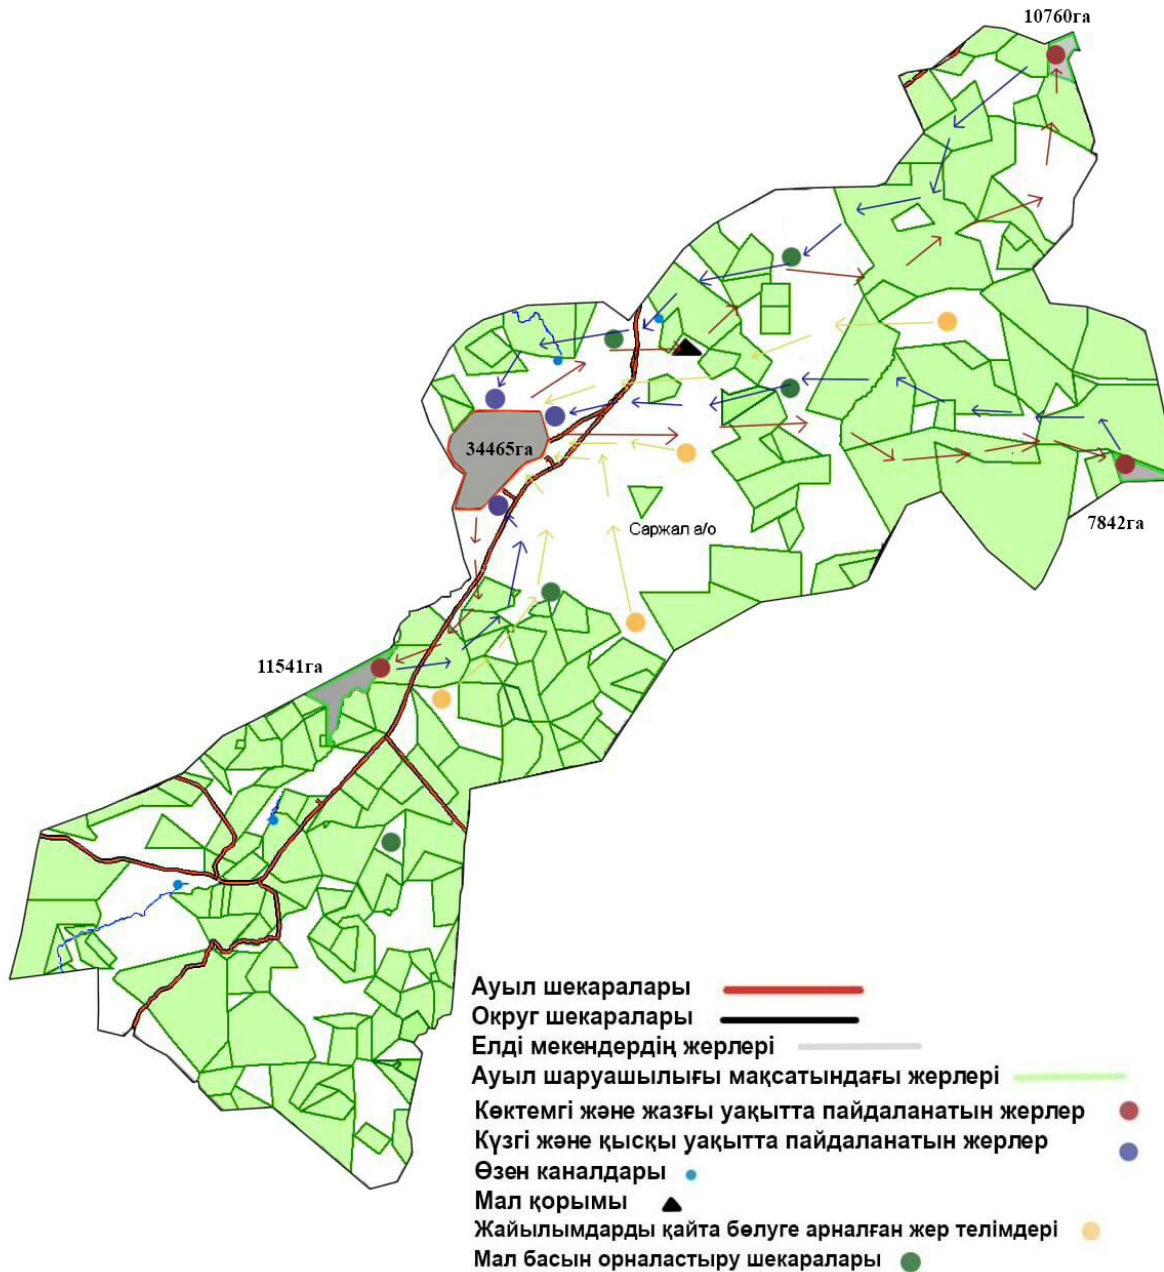 10760га
34465га
Саржал а/о
7842га
11541га
Ауыл шекаралары
Округ шекаралары
Елді мекендердің жерлері
Ауыл шаруашылығы мақсатындағы жерлері
Көктемгі және жазғы уақытта пайдаланатын жерлер
Күзгі және қысқы уақытта пайдаланатын жерлер
Өзен каналдары
Мал қорымы
Жайылымдарды қайта бөлуге арналған жер телімдері
Мал басын орналастыру шекаралары